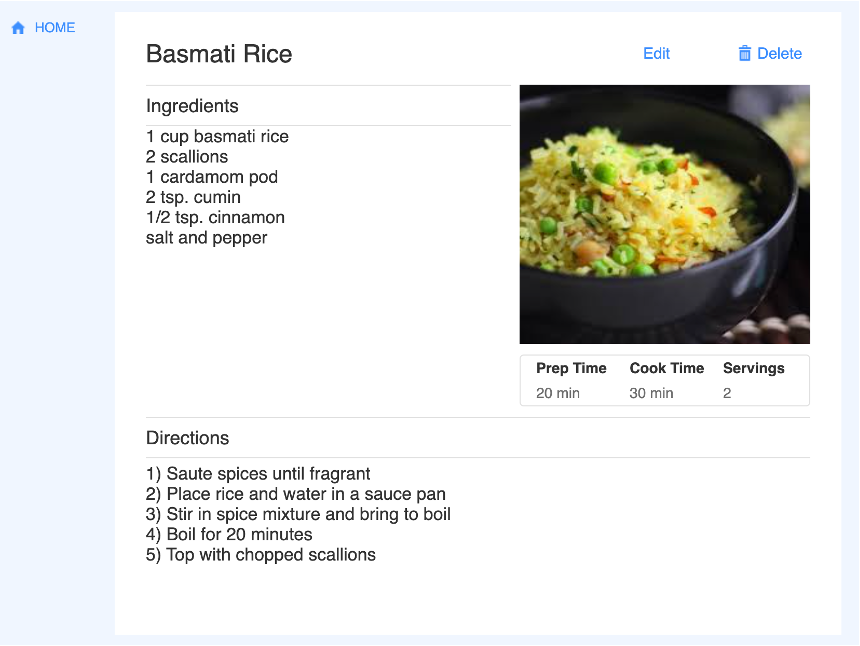 HOME
Basmati Rice
Edit
Delete
Ingredients
1 cup basmati rice
2 scallions
1 cardamom pod
2 tsp. cumin
1/2 tsp. cinnamon
salt and pepper
Prep Time Cook Time Servings
20 min 30 min 2
Directions
1) Saute spices until fragrant
2) Place rice and water in a sauce pan
3) Stir in spice mixture and bring to boil
4) Boil for 20 minutes
5) Top with chopped scallions